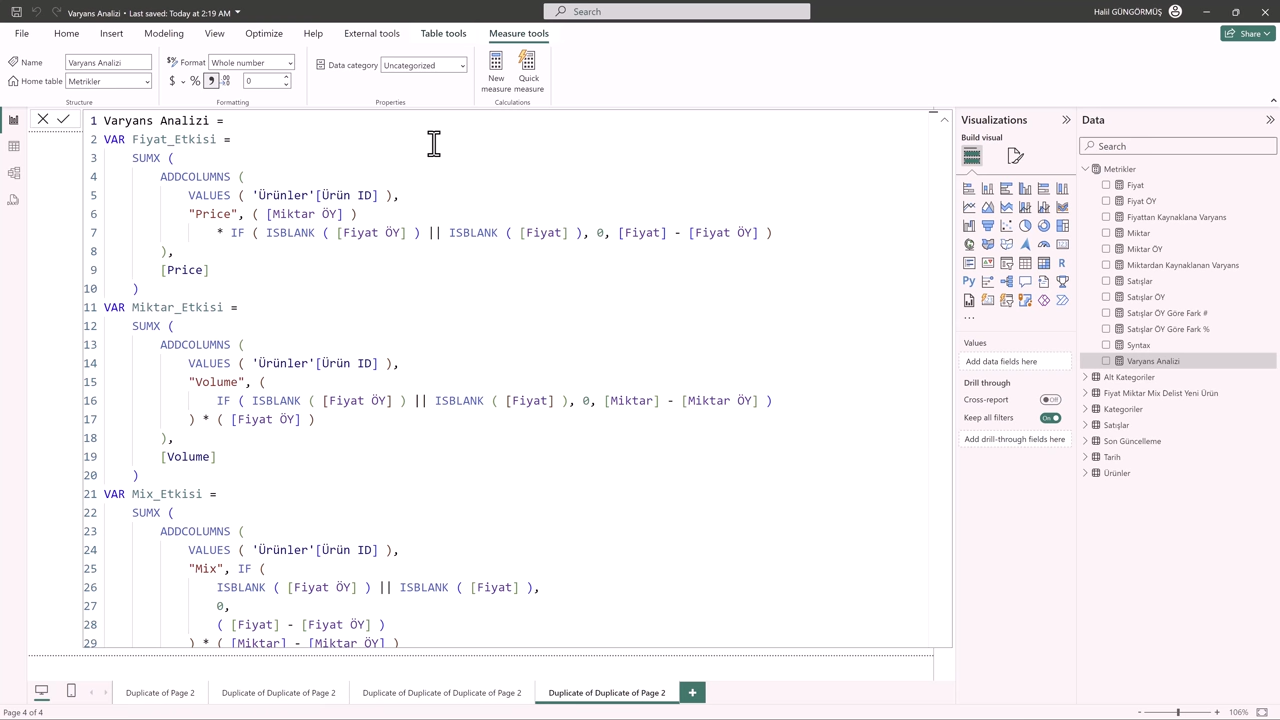 Varyans Analizi • Last saved: Today at 2:19 AM
Search
Halil GÜNGÖRMÜŞ
File Home Insert Modeling View Optimize Help External tools Table tools Measure tools
Share
Name Varyans Analizi
Home table Metrikler
Structure
Format Whole number
$ % 0
Formatting
Data category Uncategorized
Properties
New measure
Quick measure
Calculations
1 Varyans Analizi =
2 VAR Fiyat_Etkisi =
3 SUMX (
4 ADDCOLUMNS (
5 VALUES ( 'Ürünler'[Ürün ID] ),
6 "Price", ( [Miktar ÖY] )
7 * IF ( ISBLANK ( [Fiyat ÖY] ) || ISBLANK ( [Fiyat] ), 0, [Fiyat] - [Fiyat ÖY] )
8 ),
9 [Price]
10 )
11 VAR Miktar_Etkisi =
12 SUMX (
13 ADDCOLUMNS (
14 VALUES ( 'Ürünler'[Ürün ID] ),
15 "Volume", (
16 IF ( ISBLANK ( [Fiyat ÖY] ) || ISBLANK ( [Fiyat] ), 0, [Miktar] - [Miktar ÖY] )
17 ) * ( [Fiyat ÖY] )
18 ),
19 [Volume]
20 )
21 VAR Mix_Etkisi =
22 SUMX (
23 ADDCOLUMNS (
24 VALUES ( 'Ürünler'[Ürün ID] ),
25 "Mix", IF (
26 ISBLANK ( [Fiyat ÖY] ) || ISBLANK ( [Fiyat] ),
27 0,
28 ( [Fiyat] - [Fiyat ÖY] )
29 ) * ( [Miktar] - [Miktar ÖY] )
Visualizations
Build visual
R
Py
...
Values
Add data fields here
Drill through
Cross-report Off
Keep all filters On
Add drill-through fields here
Data
Search
Metrikler
Fiyat
Fiyat ÖY
Fiyattan Kaynaklana Varyans
Miktar
Miktar ÖY
Miktardan Kaynaklanan Varyans
Satışlar
Satışlar ÖY
Satışlar ÖY Göre Fark #
Satışlar ÖY Göre Fark %
Syntax
Varyans Analizi
Alt Kategoriler
Fiyat Miktar Mix Delist Yeni Ürün
Kategoriler
Satışlar
Son Güncelleme
Tarih
Ürünler
Duplicate of Page 2
Duplicate of Duplicate of Page 2
Duplicate of Duplicate of Duplicate of Page 2
Duplicate of Duplicate of Page 2
+
Page 4 of 4
- + 106%